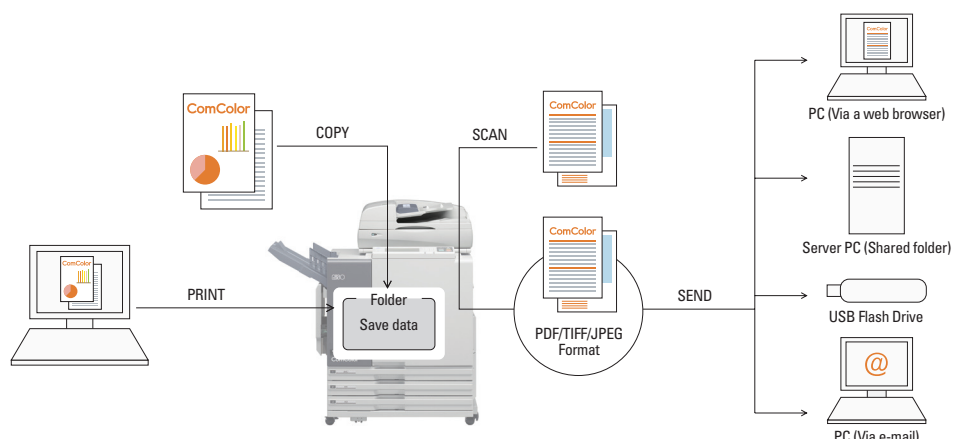 ComColor
COPY
SCAN
ComColor
PC (Via a web browser)
Server PC (Shared folder)
ComColor
PRINT
Folder
Save data
ComColor
PDF/TIFF/JPEG
Format
SEND
USB Flash Drive
@
PC (Via e-mail)